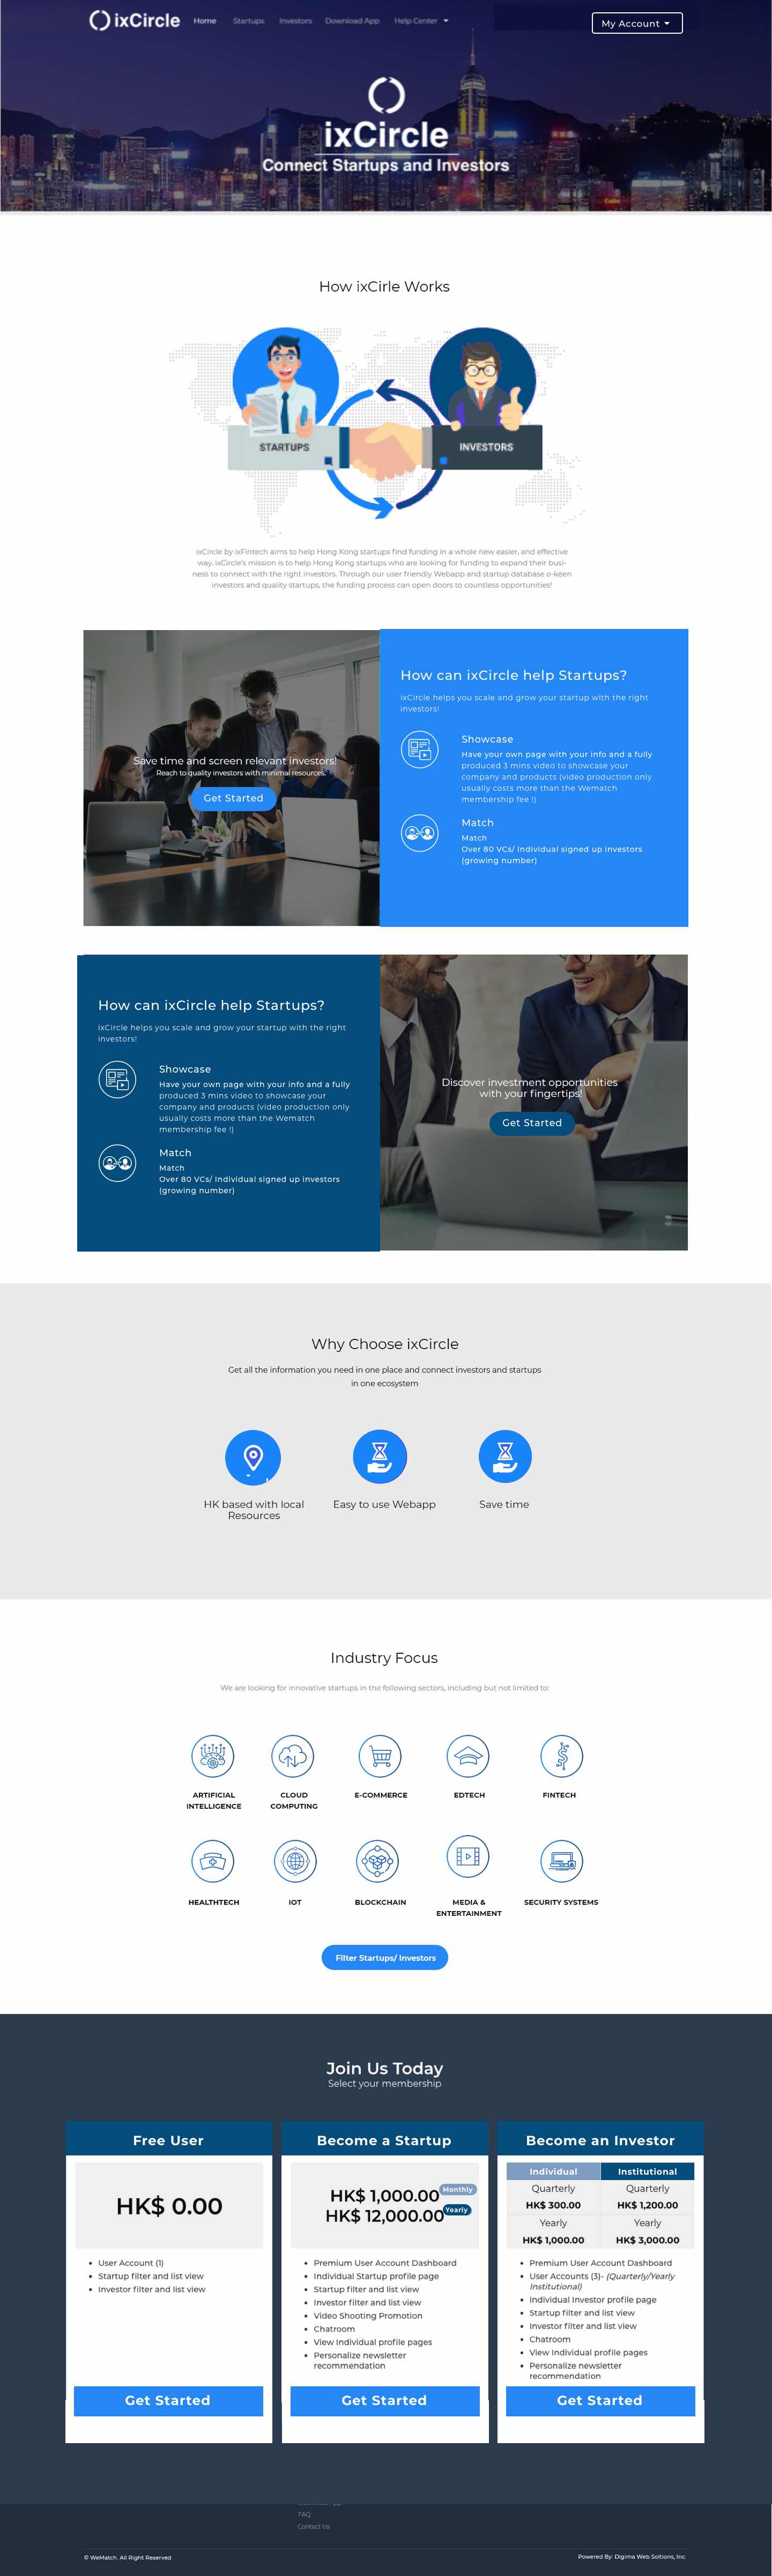 ixCircle
Home Startups Investors Download App Help Center
My Account
ixCircle
Connect Startups and Investors
How ixCirle Works
STARTUPS
INVESTORS
ixCircle by ixFintech aims to help Hong Kong startups find funding in a whole new easier, and effective
way. ixCircle's mission is to help Hong Kong startups who are looking for funding to expand their busi-
ness to connect with the right investors. Through our user friendly Webapp and startup database o-keen
investors and quality startups, the funding process can open doors to countless opportunities!
Save time and screen relevant investors!
Reach to quality investors with minimal resources.
Get Started
How can ixCircle help Startups?
ixCircle helps you scale and grow your startup with the right
investors!
Showcase
Have your own page with your info and a fully
produced 3 mins video to showcase your
company and products (video production only
usually costs more than the Wematch
membership fee !)
Match
Match
Over 80 VCs/ Individual signed up investors
(growing number)
How can ixCircle help Startups?
ixCircle helps you scale and grow your startup with the right
investors!
Showcase
Have your own page with your info and a fully
produced 3 mins video to showcase your
company and products (video production only
usually costs more than the Wematch
membership fee !)
Match
Match
Over 80 VCs/ Individual signed up investors
(growing number)
Discover investment opportunities
with your fingertips!
Get Started
Why Choose ixCircle
Get all the information you need in one place and connect investors and startups
in one ecosystem
HK based with local
Resources
Easy to use Webapp
Save time
Industry Focus
We are looking for innovative startups in the following sectors, including but not limited to:
ARTIFICIAL
INTELLIGENCE
CLOUD
COMPUTING
E-COMMERCE
EDTECH
FINTECH
HEALTHTECH
IOT
BLOCKCHAIN
MEDIA &
ENTERTAINMENT
SECURITY SYSTEMS
Filter Startups/ Investors
Join Us Today
Select your membership
Free User
HK$ 0.00
• User Account (1)
• Startup filter and list view
• Investor filter and list view
Get Started
Become a Startup
HK$ 1,000.00 Monthly
HK$ 12,000.00 Yearly
• Premium User Account Dashboard
• Individual Startup profile page
• Startup filter and list view
• Investor filter and list view
• Video Shooting Promotion
• Chatroom
• View Individual profile pages
• Personalize newsletter
recommendation
Get Started
Become an Investor
Individual Institutional
Quarterly Quarterly
HK$ 300.00 HK$ 1,200.00
Yearly Yearly
HK$ 1,000.00 HK$ 3,000.00
• Premium User Account Dashboard
• User Accounts (3)- (Quarterly/Yearly
Institutional)
• Individual Investor profile page
• Startup filter and list view
• Investor filter and list view
• Chatroom
• View Individual profile pages
• Personalize newsletter
recommendation
Get Started
FAQ
Contact Us
© WeMatch. All Right Reserved
Powered By: Digima Web Soltions, Inc.